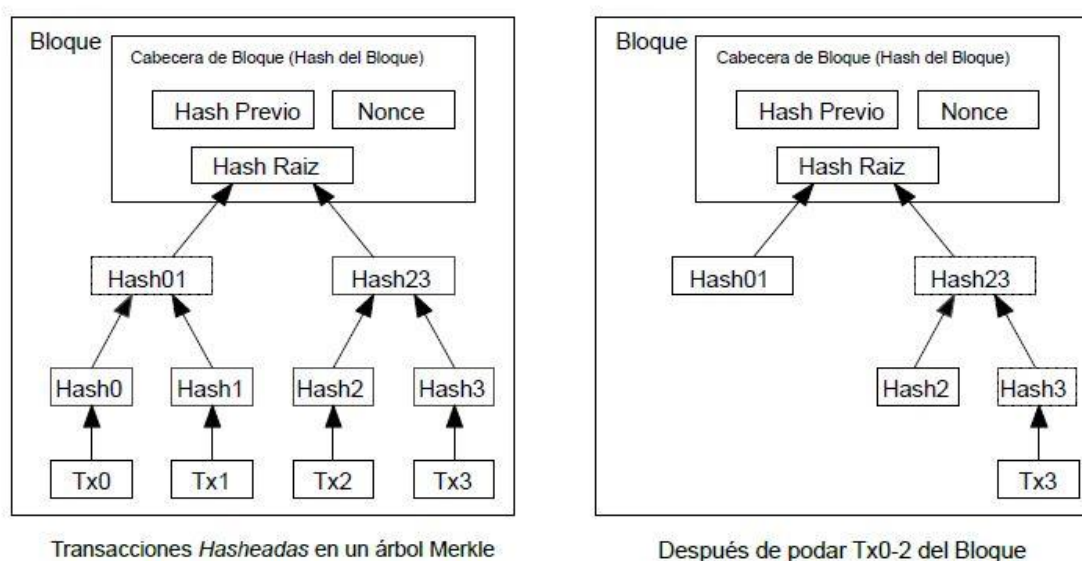 Bloque
Cabecera de Bloque (Hash del Bloque)
Hash Previo Nonce
Hash Raiz
Hash01 Hash23
Hash0 Hash1 Hash2 Hash3
Tx0 Tx1 Tx2 Tx3
Transacciones Hasheadas en un árbol Merkle
Bloque
Cabecera de Bloque (Hash del Bloque)
Hash Previo Nonce
Hash Raiz
Hash01 Hash23
Hash2 Hash3
Tx3
Después de podar Tx0-2 del Bloque